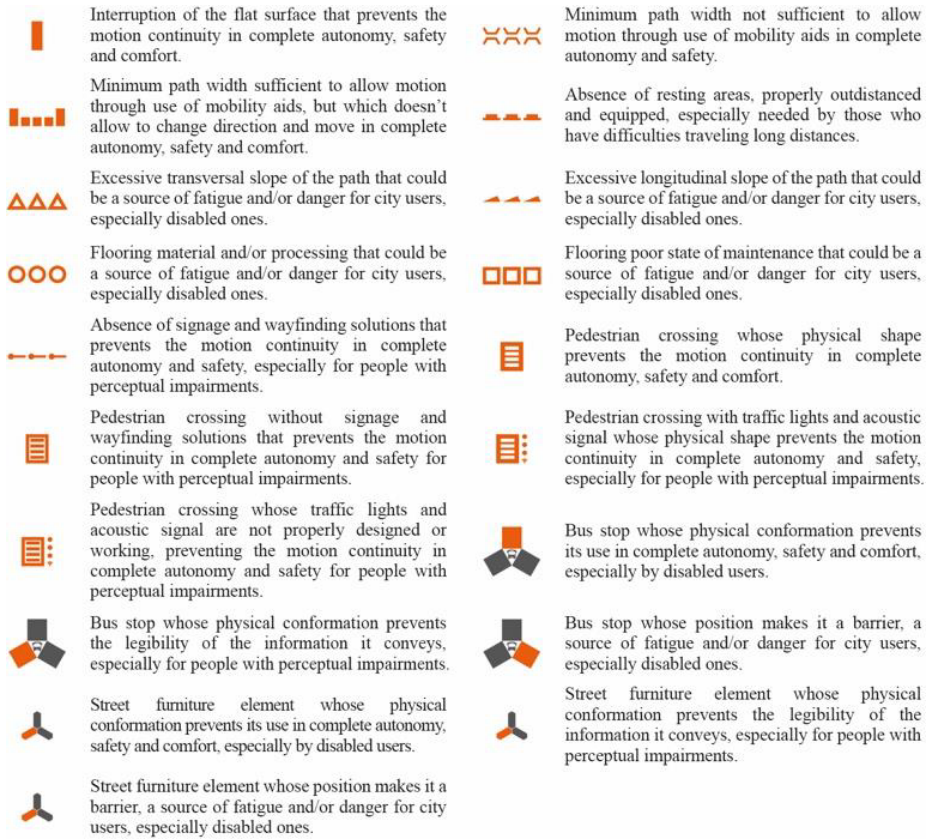 Interruption of the flat surface that prevents the
motion continuity in complete autonomy, safety
and comfort.
Minimum path width not sufficient to allow
motion through use of mobility aids in complete
autonomy and safety.
Minimum path width sufficient to allow motion
through use of mobility aids, but which doesn't
allow to change direction and move in complete
autonomy, safety and comfort.
Absence of resting areas, properly outdistanced
and equipped, especially needed by those who
have difficulties traveling long distances.
Excessive transversal slope of the path that could
be a source of fatigue and/or danger for city users,
especially disabled ones.
Excessive longitudinal slope of the path that could
be a source of fatigue and/or danger for city users,
especially disabled ones.
Flooring material and/or processing that could be
a source of fatigue and/or danger for city users,
especially disabled ones.
Flooring poor state of maintenance that could be a
source of fatigue and/or danger for city users,
especially disabled ones.
Absence of signage and wayfinding solutions that
prevents the motion continuity in complete
autonomy and safety, especially for people with
perceptual impairments.
Pedestrian crossing whose physical shape
prevents the motion continuity in complete
autonomy, safety and comfort.
Pedestrian crossing without signage and
wayfinding solutions that prevents the motion
continuity in complete autonomy and safety for
people with perceptual impairments.
Pedestrian crossing with traffic lights and acoustic
signal whose physical shape prevents the motion
continuity in complete autonomy and safety,
especially for people with perceptual impairments.
Pedestrian crossing whose traffic lights and
acoustic signal are not properly designed or
working, preventing the motion continuity in
complete autonomy and safety for people with
perceptual impairments.
Bus stop whose physical conformation prevents
its use in complete autonomy, safety and comfort,
especially by disabled users.
Bus stop whose physical conformation prevents
the legibility of the information it conveys,
especially for people with perceptual impairments.
Bus stop whose position makes it a barrier, a
source of fatigue and/or danger for city users,
especially disabled ones.
Street furniture element whose physical
conformation prevents its use in complete autonomy,
safety and comfort, especially by disabled users.
Street furniture element whose physical
conformation prevents the legibility of the
information it conveys, especially for people with
perceptual impairments.
Street furniture element whose position makes it a
barrier, a source of fatigue and/or danger for city
users, especially disabled ones.